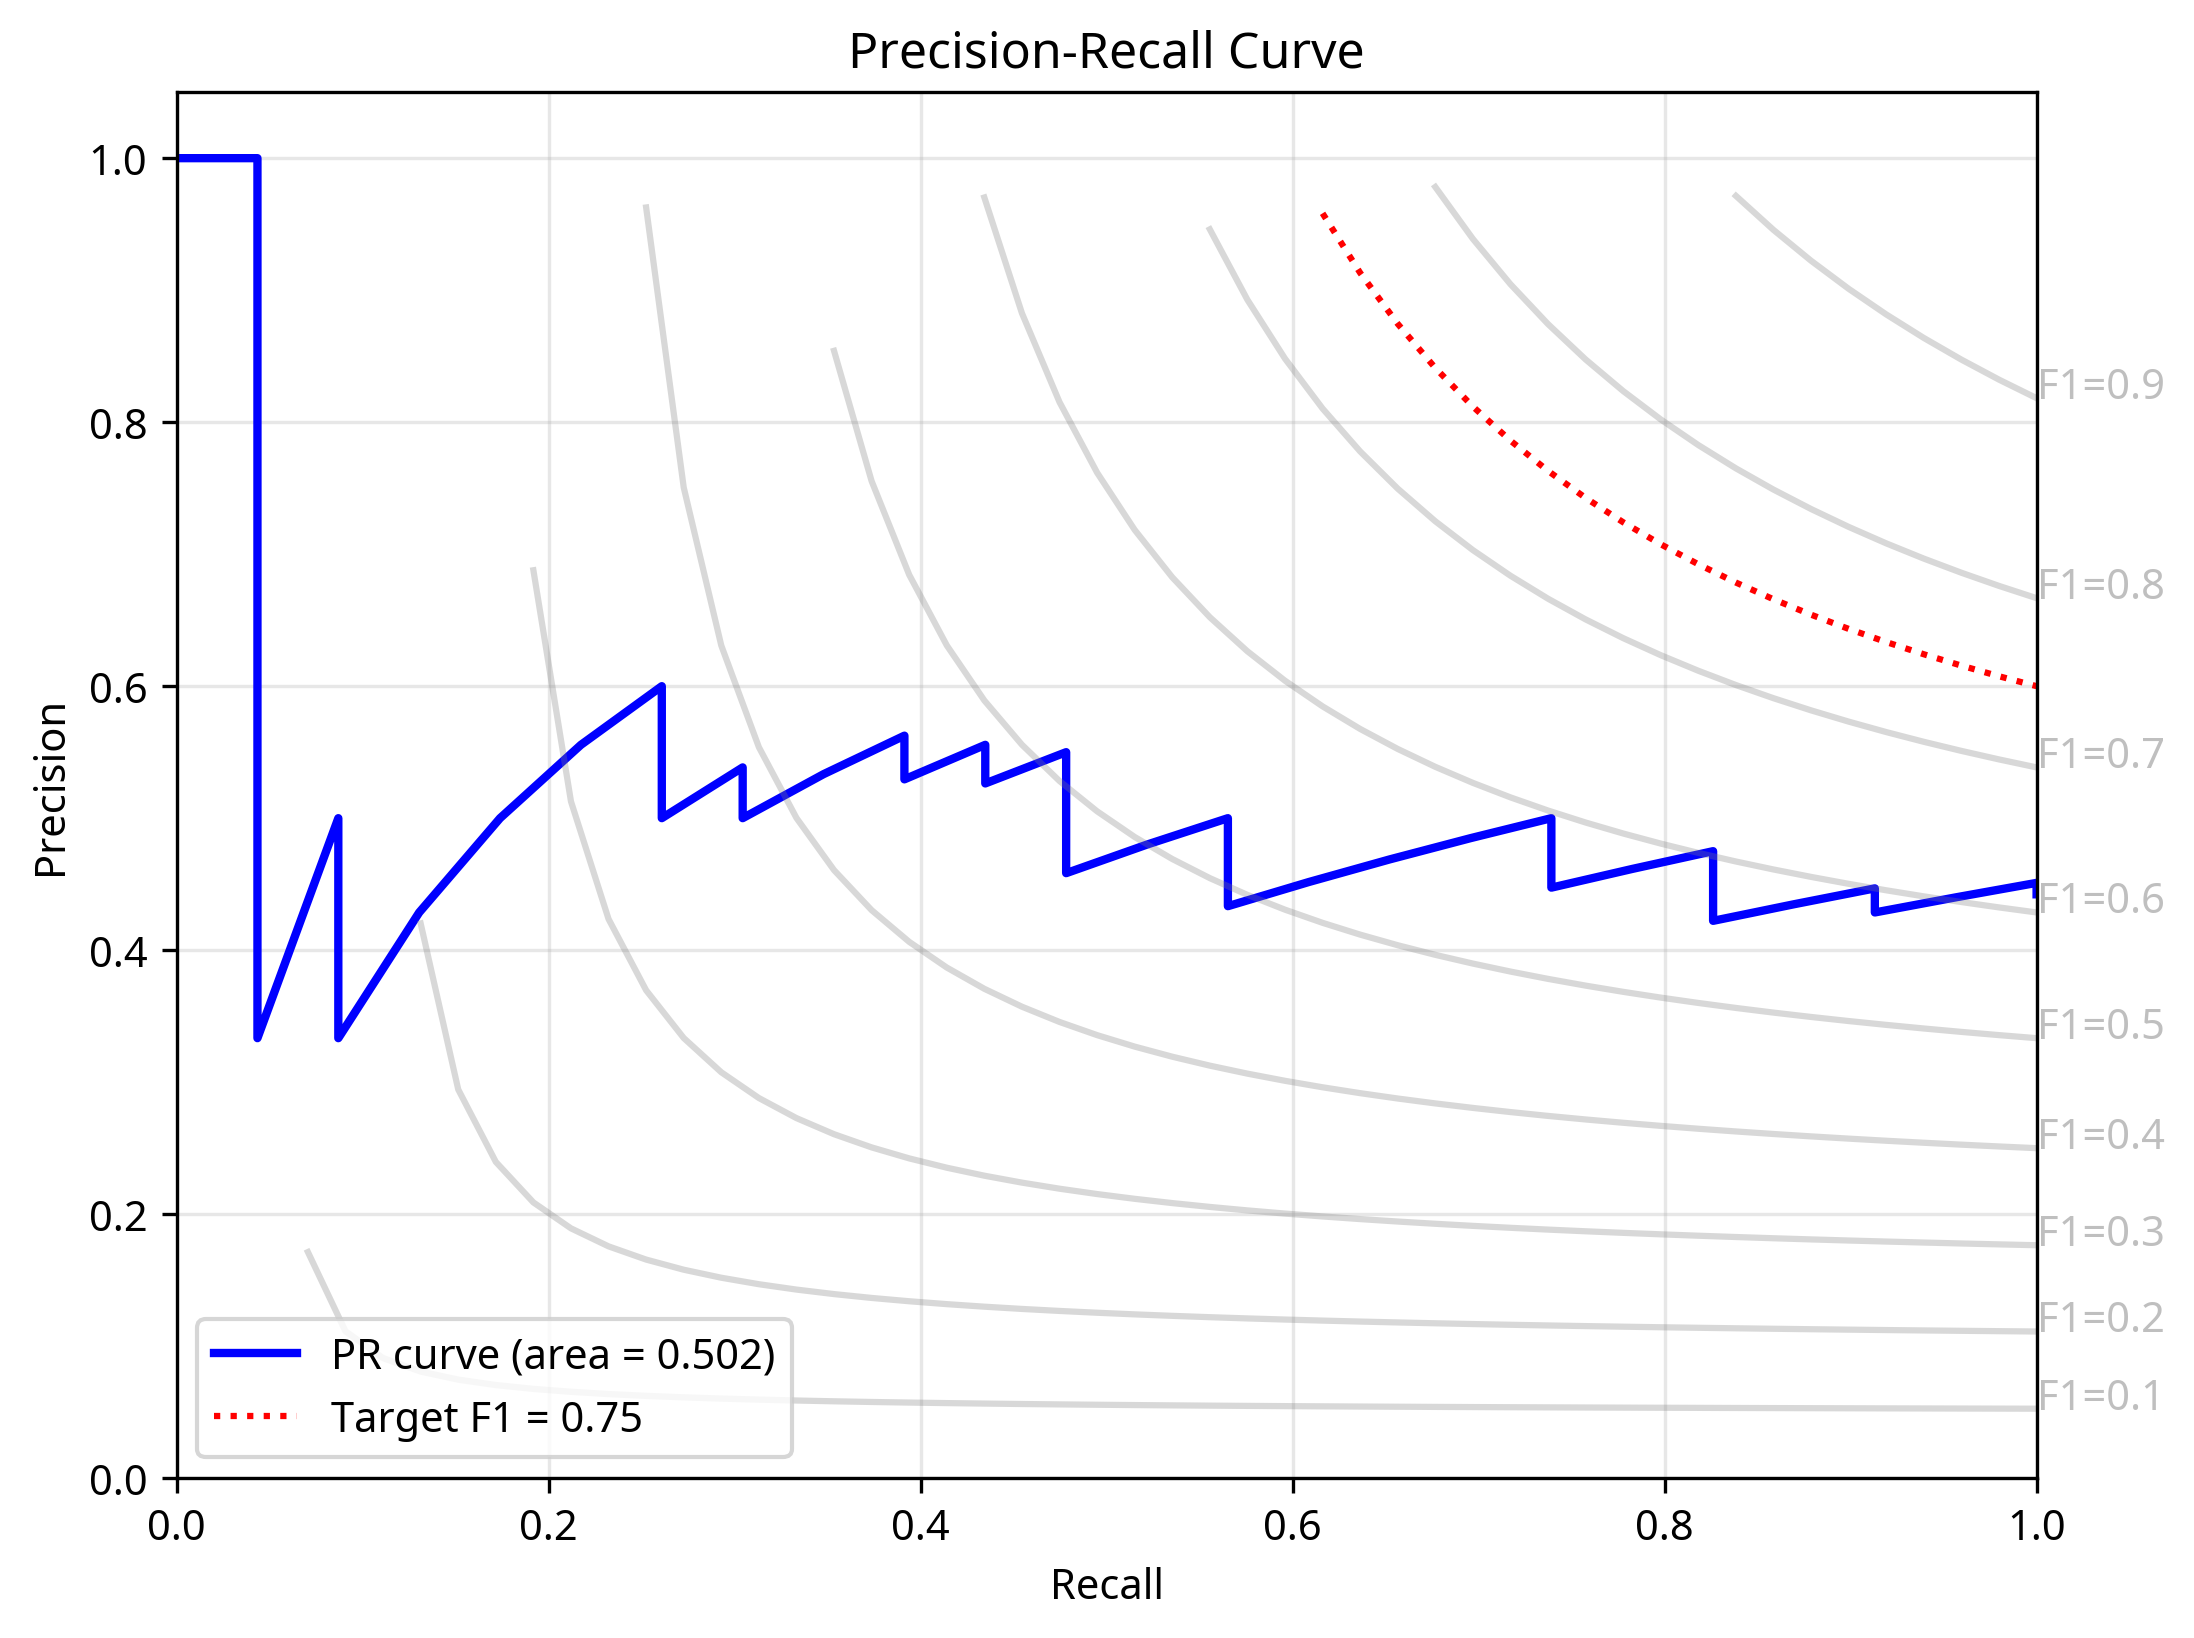 Precision-Recall Curve
1.0
0.8
0.6
0.4
0.2
0.0
Precision
F1=0.9
F1=0.8
F1=0.7
F1=0.6
F1=0.5
F1=0.4
F1=0.3
F1=0.2
F1=0.1
PR curve (area = 0.502)
Target F1 = 0.75
0.0 0.2 0.4 0.6 0.8 1.0
Recall